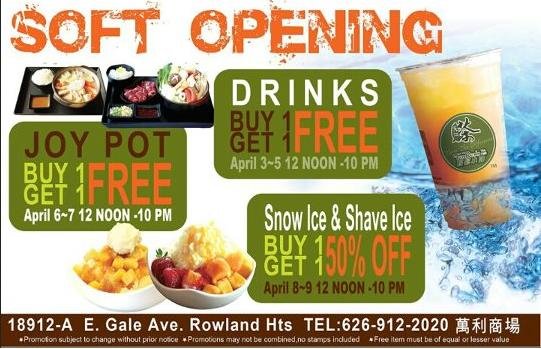 SOFT OPENING
DRINKS
BUY 1
GET 1
FREE
April 3~5 12 NOON -10 PM
JOY POT
BUY 1
GET 1
FREE
April 6~7 12 NOON -10 PM
Snow Ice & Shave Ice
BUY 1
GET 1
50% OFF
April 8~9 12 NOON -10 PM
18912-A E. Gale Ave. Rowland Hts TEL:626-912-2020 萬利商場
●Promotion subject to change without prior notice ●Promotions may not be combined,no stamps included ●Free item must be of equal or lesser value